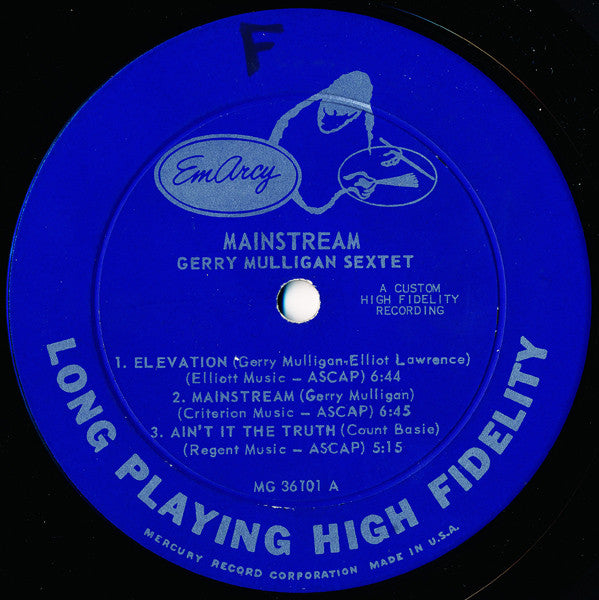 F
EmArcy
MAINSTREAM
GERRY MULLIGAN SEXTET
A CUSTOM
HIGH FIDELITY
RECORDING
1. ELEVATION (Gerry Mulligan-Elliot Lawrence)
(Elliott Music — ASCAP) 6:44
2. MAINSTREAM (Gerry Mulligan)
(Criterion Music — ASCAP) 6:45
3. AIN'T IT THE TRUTH (Count Basie)
(Regent Music — ASCAP) 5:15
MG 36101 A
LONG PLAYING HIGH FIDELITY
MERCURY RECORD CORPORATION MADE IN U.S.A.